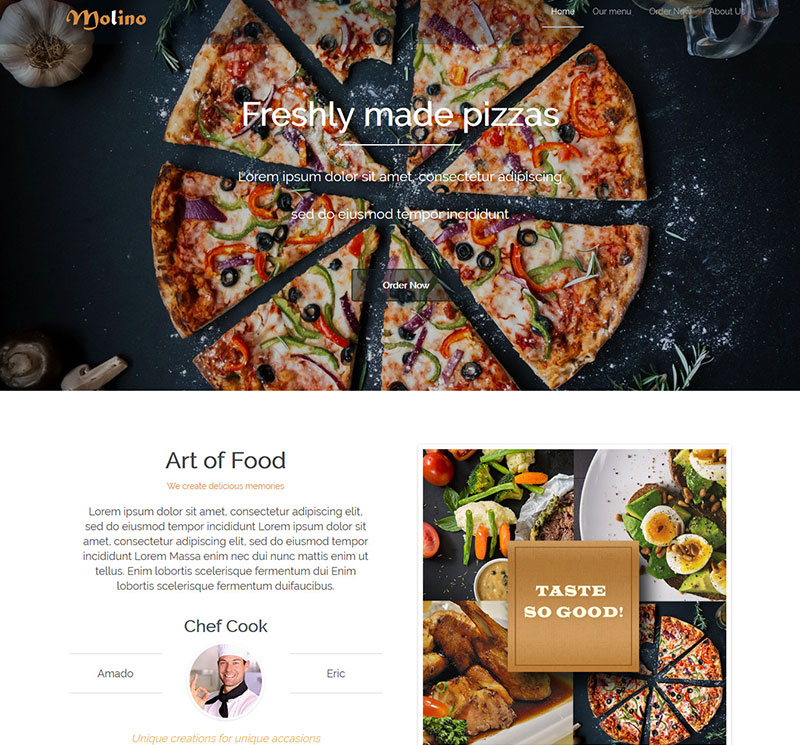 Molino
Home Our menu Order Now About Us
Freshly made pizzas
Lorem ipsum dolor sit amet, consectetur adipiscing
sed do eiusmod tempor incididunt .
Order Now
Art of Food
We create delicious memories
Lorem ipsum dolor sit amet, consectetur adipiscing elit,
sed do eiusmod tempor incididunt Lorem ipsum dolor sit
amet, consectetur adipiscing elit, sed do eiusmod tempor
incididunt Lorem Massa enim nec dui nunc mattis enim ut
tellus. Enim lobortis scelerisque fermentum dui Enim
lobortis scelerisque fermentum duifaucibus.
Chef Cook
Amado
Eric
Unique creations for unique accasions
TASTE
SO GOOD!